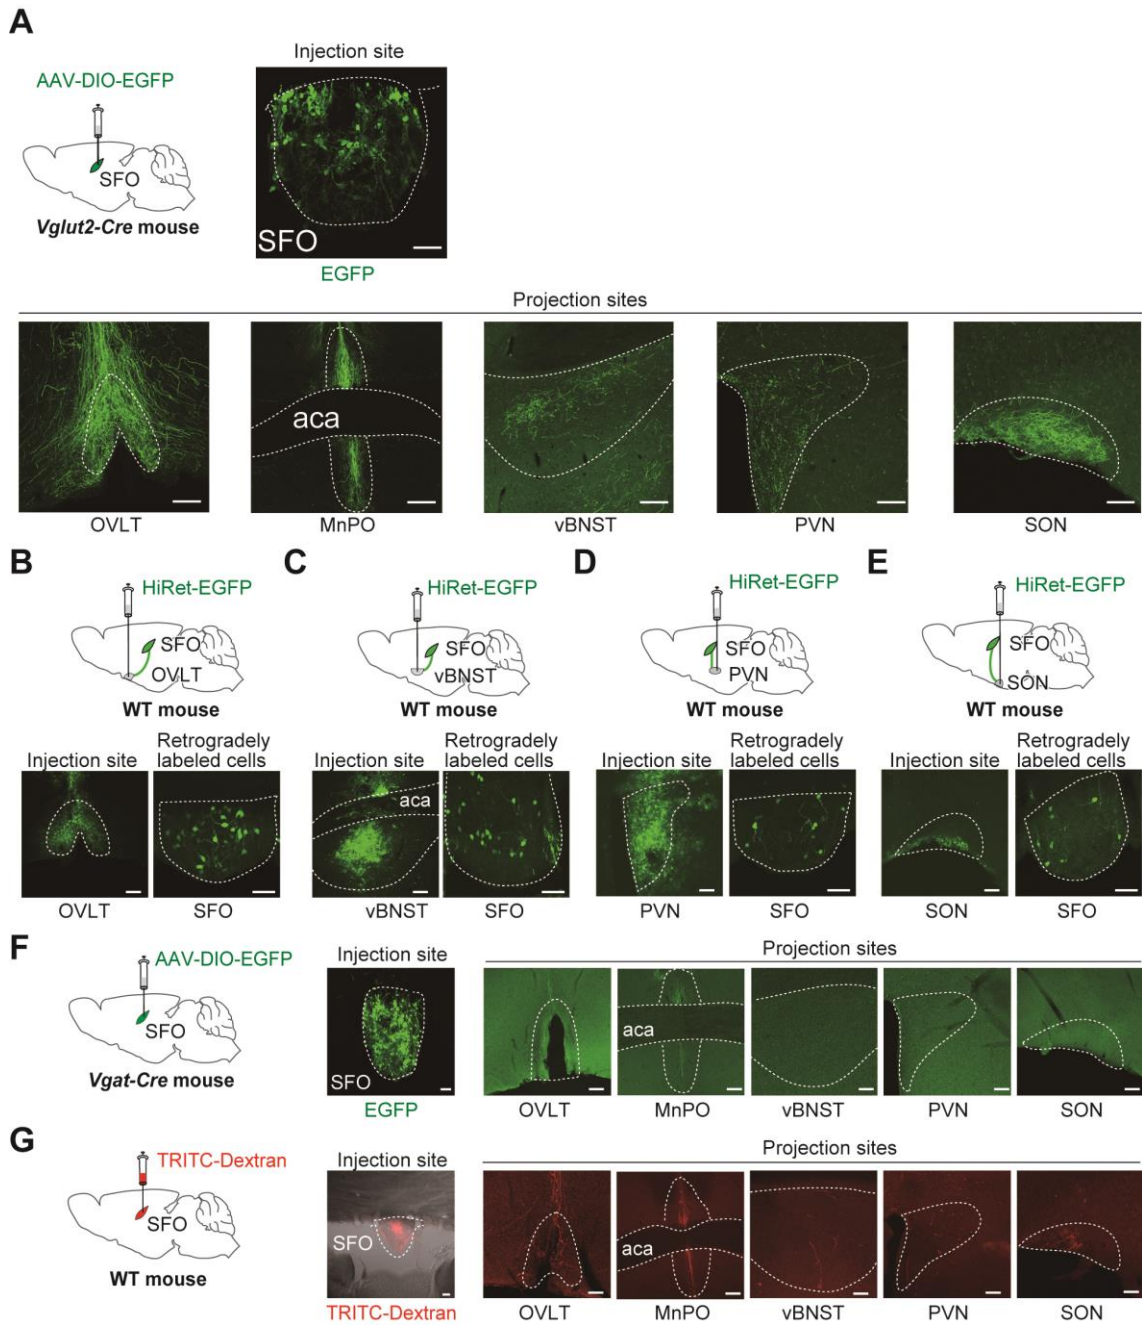 A
Injection site
AAV-DIO-EGFP
SFO
Vglut2-Cre mouse
SFO
EGFP
Projection sites
aca
OVLT
MnPO
vBNST
PVN
SON
B
HiRet-EGFP
SFO
OVLT
WT mouse
Injection site
Retrogradely
labeled cells
OVLT
SFO
C
HiRet-EGFP
SFO
vBNST
WT mouse
Injection site
Retrogradely
labeled cells
aca
vBNST
SFO
D
HiRet-EGFP
SFO
PVN
WT mouse
Injection site
Retrogradely
labeled cells
PVN
SFO
E
HiRet-EGFP
SFO
SON
WT mouse
Injection site
Retrogradely
labeled cells
SON
SFO
F
AAV-DIO-EGFP
SFO
Vgat-Cre mouse
Injection site
SFO
EGFP
Projection sites
aca
OVLT
MnPO
vBNST
PVN
SON
G
TRITC-Dextran
SFO
WT mouse
Injection site
SFO
TRITC-Dextran
Projection sites
aca
OVLT
MnPO
vBNST
PVN
SON